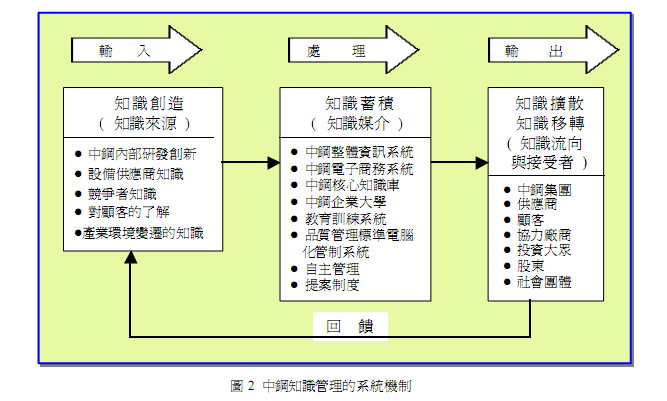 輸 入
處 理
輸 出
知識創造
( 知識來源 )
● 中鋼內部研發創新
● 設備供應商知識
● 競爭者知識
● 對顧客的了解
●產業環境變遷的知識
知識蓄積
( 知識媒介 )
● 中鋼整體資訊系統
● 中鋼電子商務系統
● 中鋼核心知識庫
● 中鋼企業大學
● 教育訓練系統
● 品質管理標準電腦
化管制系統
● 自主管理
● 提案制度
知識擴散
知識移轉
( 知識流向
與接受者 )
● 中鋼集團
● 供應商
● 顧客
● 協力廠商
● 投資大眾
● 股東
● 社會團體
回 饋
圖 2 中鋼知識管理的系統機制